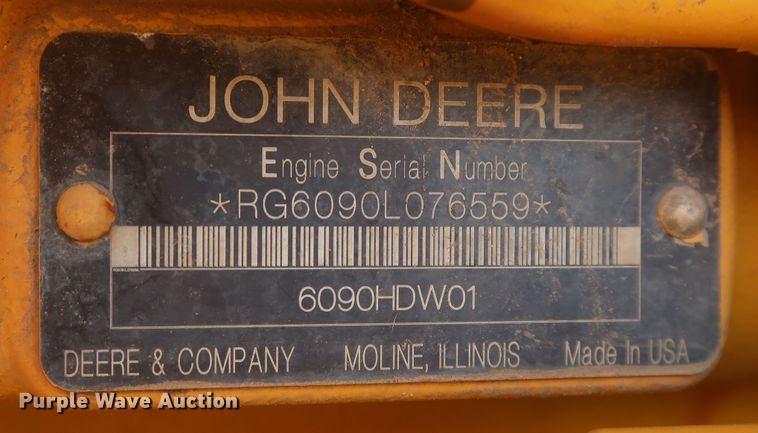 JOHN DEERE
Engine Serial Number
*RG6090L076559*
6090HDW01
DEERE & COMPANY MOLINE, ILLINOIS Made In USA
Purple Wave Auction